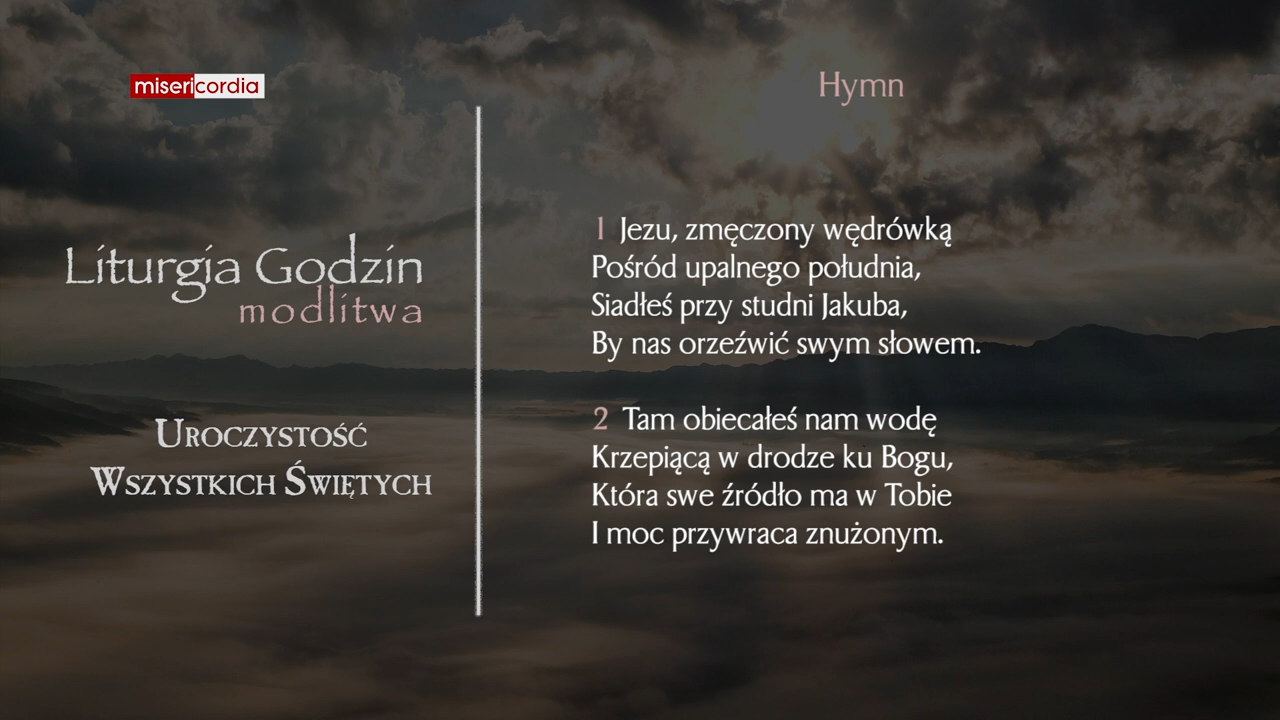 misericordia
Liturgia Godzin
modlitwa
Uroczystość
Wszystkich Świętych
Hymn
1 Jezu, zmęczony wędrówką
Pośród upalnego południa,
Siadłeś przy studni Jakuba,
By nas orzeźwić swym słowem.
2 Tam obiecałeś nam wodę
Krzepiącą w drodze ku Bogu,
Która swe źródło ma w Tobie
I moc przywraca znużonym.